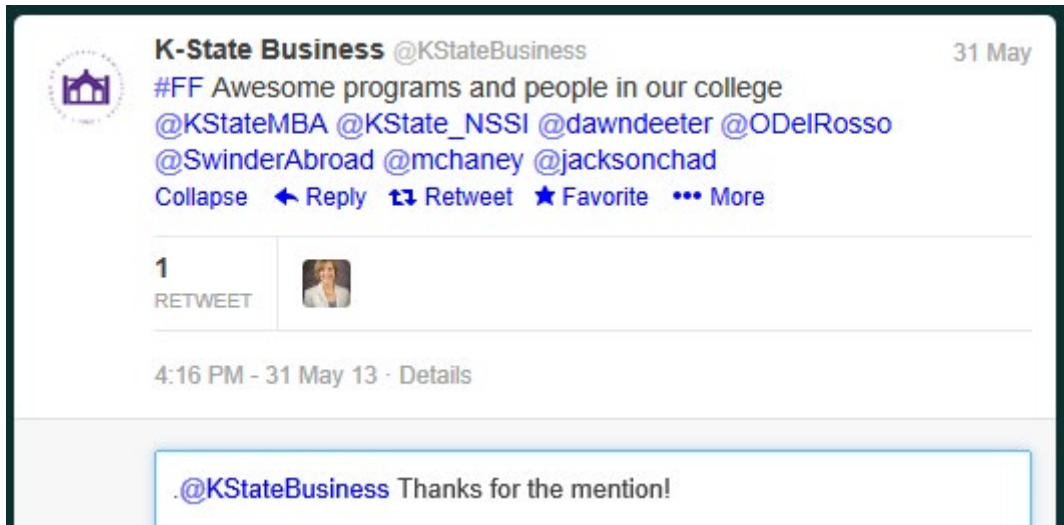 K-State Business @KStateBusiness 31 May
#FF Awesome programs and people in our college
@KStateMBA @KState_NSSI @dawndeeter @ODelRosso
@SwinderAbroad @mchaney @jacksonchad
Collapse Reply Retweet Favorite More
1
RETWEET
4:16 PM - 31 May 13 · Details
.@KStateBusiness Thanks for the mention!